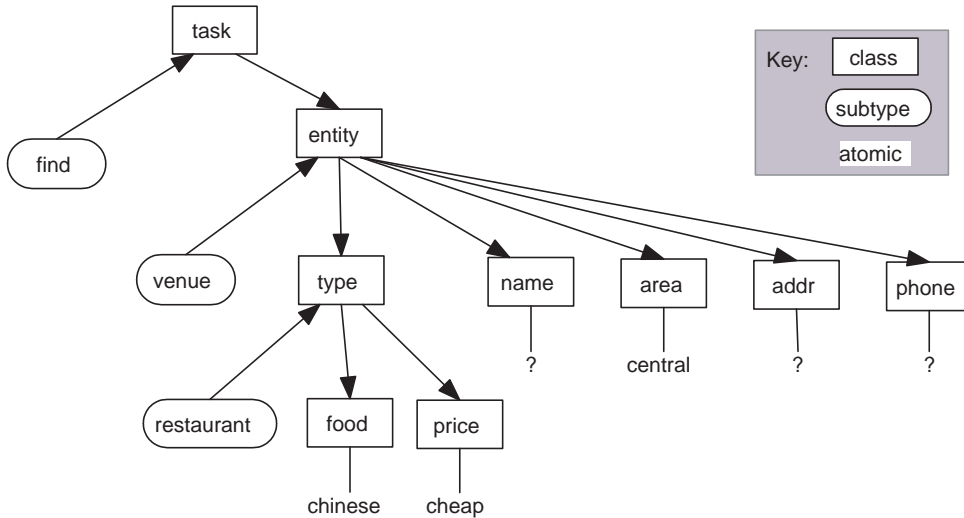 task
Key:
class
subtype
atomic
entity
find
venue
type
name
area
addr
phone
?
central
?
?
restaurant
food
price
chinese
cheap